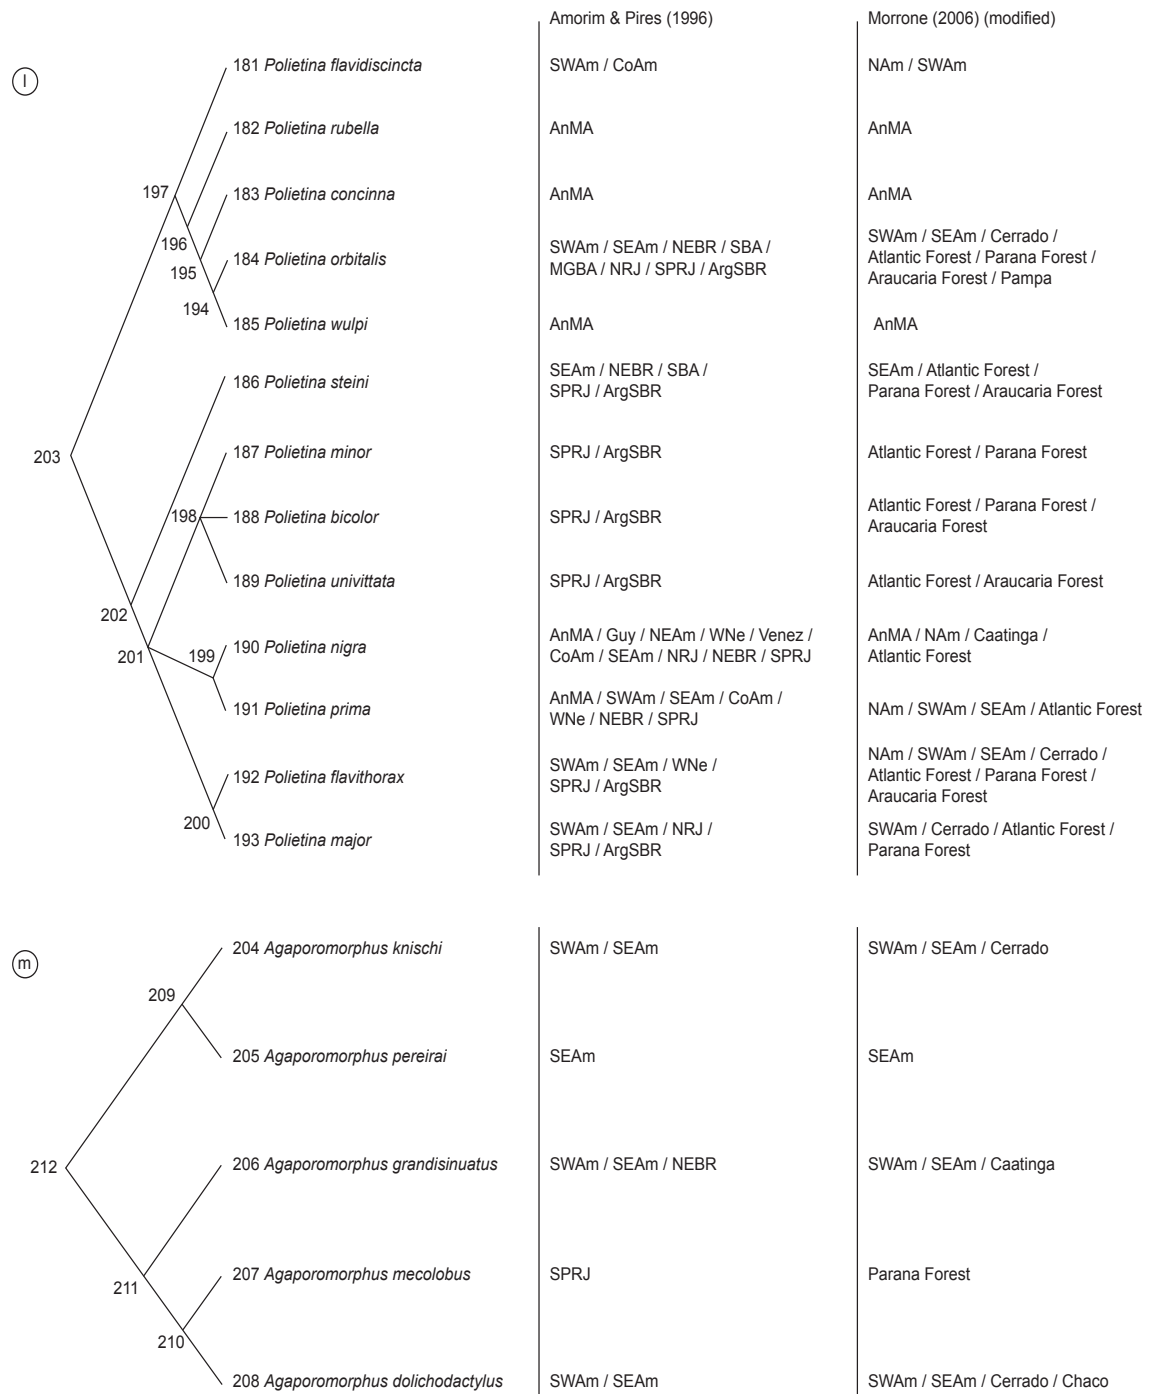 Amorim & Pires (1996)
Morrone (2006) (modified)
l
181 Polietina flavidiscincta
SWAm / CoAm
NAm / SWAm
182 Polietina rubella
AnMA
AnMA
197
183 Polietina concinna
AnMA
AnMA
196
184 Polietina orbitalis
SWAm / SEAm / NEBR / SBA /
MGBA / NRJ / SPRJ / ArgSBR
SWAm / SEAm / Cerrado /
Atlantic Forest / Parana Forest /
Araucaria Forest / Pampa
195
194
185 Polietina wulpi
AnMA
AnMA
186 Polietina steini
SEAm / NEBR / SBA /
SPRJ / ArgSBR
SEAm / Atlantic Forest /
Parana Forest / Araucaria Forest
203
187 Polietina minor
SPRJ / ArgSBR
Atlantic Forest / Parana Forest
198
188 Polietina bicolor
SPRJ / ArgSBR
Atlantic Forest / Parana Forest /
Araucaria Forest
189 Polietina univittata
SPRJ / ArgSBR
Atlantic Forest / Araucaria Forest
202
201
199
190 Polietina nigra
AnMA / Guy / NEAm / WNe / Venez /
CoAm / SEAm / NRJ / NEBR / SPRJ
AnMA / NAm / Caatinga /
Atlantic Forest
191 Polietina prima
AnMA / SWAm / SEAm / CoAm /
WNe / NEBR / SPRJ
NAm / SWAm / SEAm / Atlantic Forest
192 Polietina flavithorax
SWAm / SEAm / WNe /
SPRJ / ArgSBR
NAm / SWAm / SEAm / Cerrado /
Atlantic Forest / Parana Forest /
Araucaria Forest
200
193 Polietina major
SWAm / SEAm / NRJ /
SPRJ / ArgSBR
SWAm / Cerrado / Atlantic Forest /
Parana Forest
m
204 Agaporomorphus knischi
SWAm / SEAm
SWAm / SEAm / Cerrado
209
205 Agaporomorphus pereirai
SEAm
SEAm
212
206 Agaporomorphus grandisinuatus
SWAm / SEAm / NEBR
SWAm / SEAm / Caatinga
211
207 Agaporomorphus mecolobus
SPRJ
Parana Forest
210
208 Agaporomorphus dolichodactylus
SWAm / SEAm
SWAm / SEAm / Cerrado / Chaco